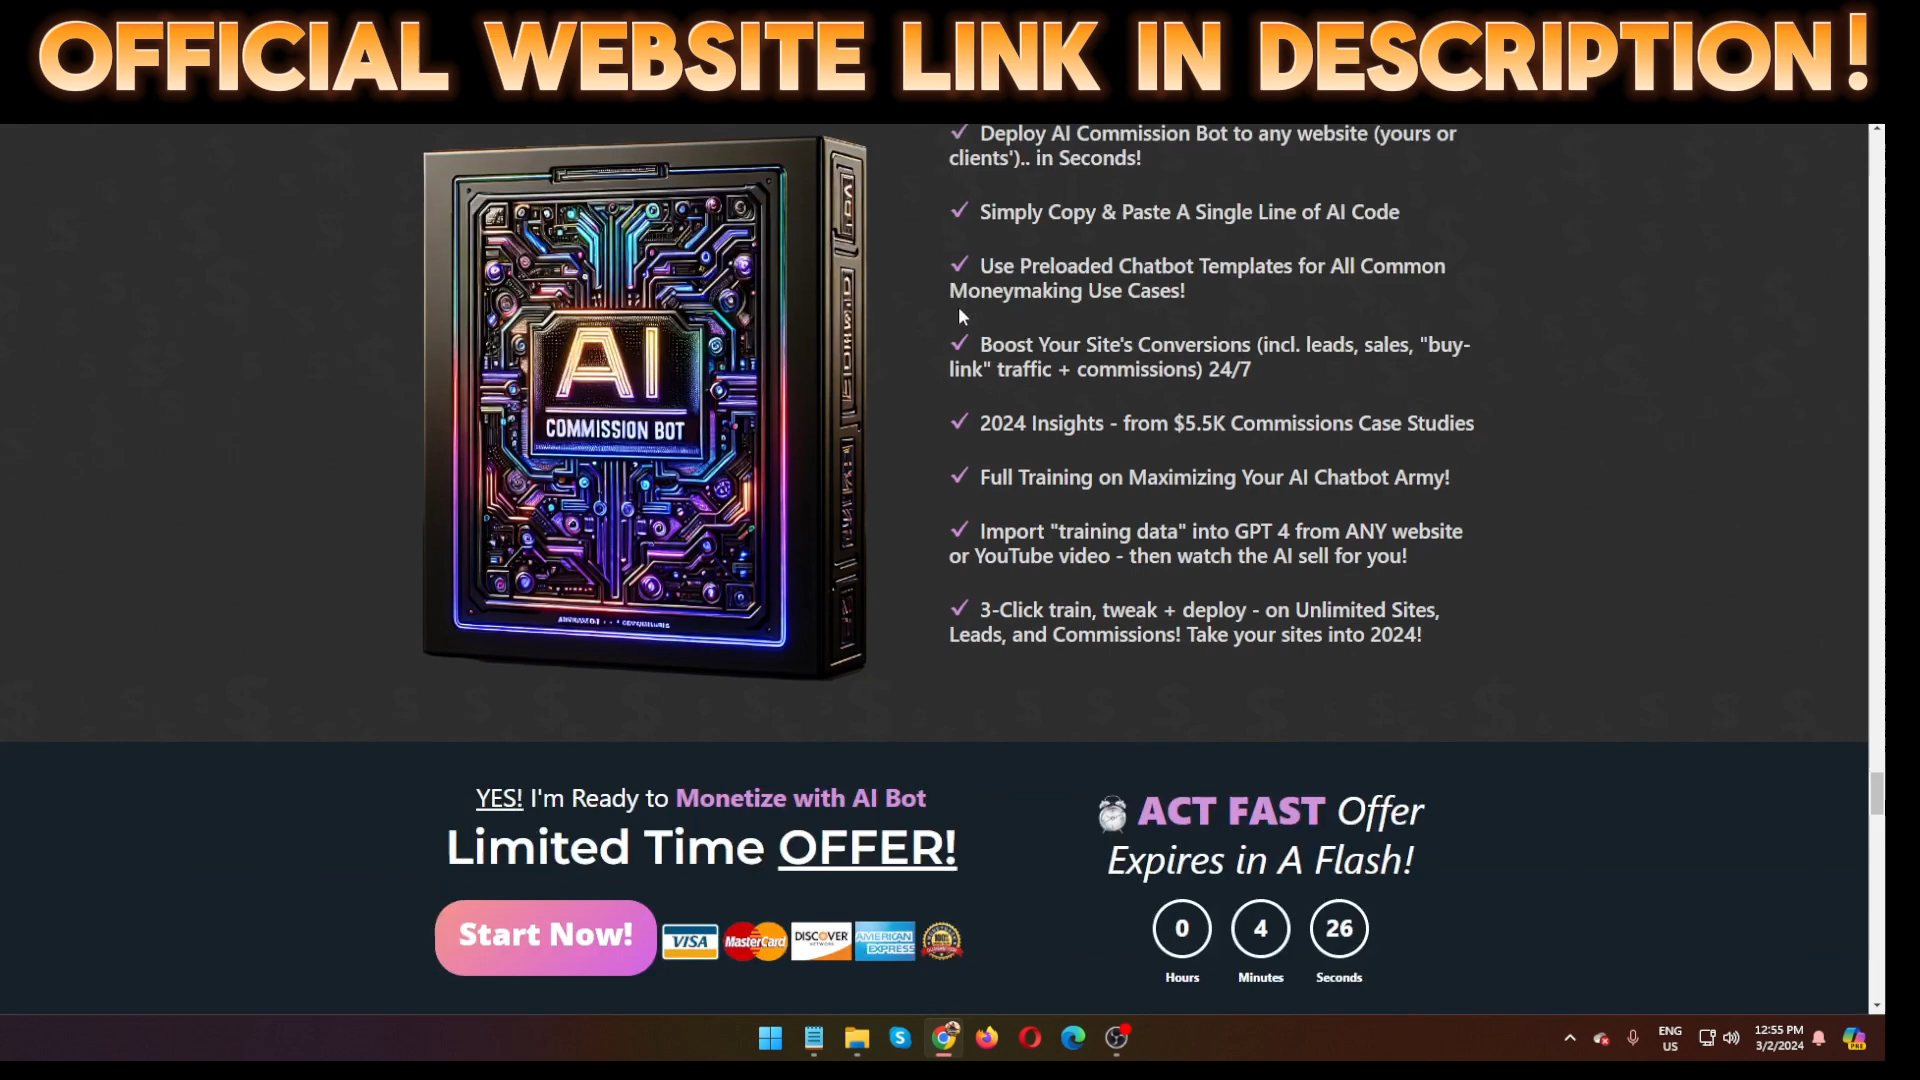 OFFICIAL WEBSITE LINK IN DESCRIPTION!
✓ Deploy AI Commission Bot to any website (yours or
clients').. in Seconds!
✓ Simply Copy & Paste A Single Line of AI Code
✓ Use Preloaded Chatbot Templates for All Common
Moneymaking Use Cases!
✓ Boost Your Site's Conversions (incl. leads, sales, "buy-
link" traffic + commissions) 24/7
✓ 2024 Insights - from $5.5K Commissions Case Studies
✓ Full Training on Maximizing Your AI Chatbot Army!
✓ Import "training data" into GPT 4 from ANY website
or YouTube video - then watch the AI sell for you!
✓ 3-Click train, tweak + deploy - on Unlimited Sites,
Leads, and Commissions! Take your sites into 2024!
AI
COMMISSION BOT
YES! I'm Ready to Monetize with AI Bot
Limited Time OFFER!
Start Now!
VISA
MasterCard
DISCOVER
NETWORK
AMERICAN
EXPRESS
ACT FAST Offer
Expires in A Flash!
0 4 26
Hours Minutes Seconds
ENG
US
12:55 PM
3/2/2024
PRE